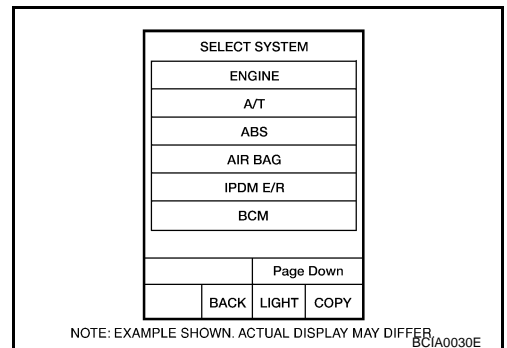 SELECT SYSTEM
ENGINE
A/T
ABS
AIR BAG
IPDM E/R
BCM
Page Down
BACK LIGHT COPY
NOTE: EXAMPLE SHOWN. ACTUAL DISPLAY MAY DIFFER.
BCIA0030E